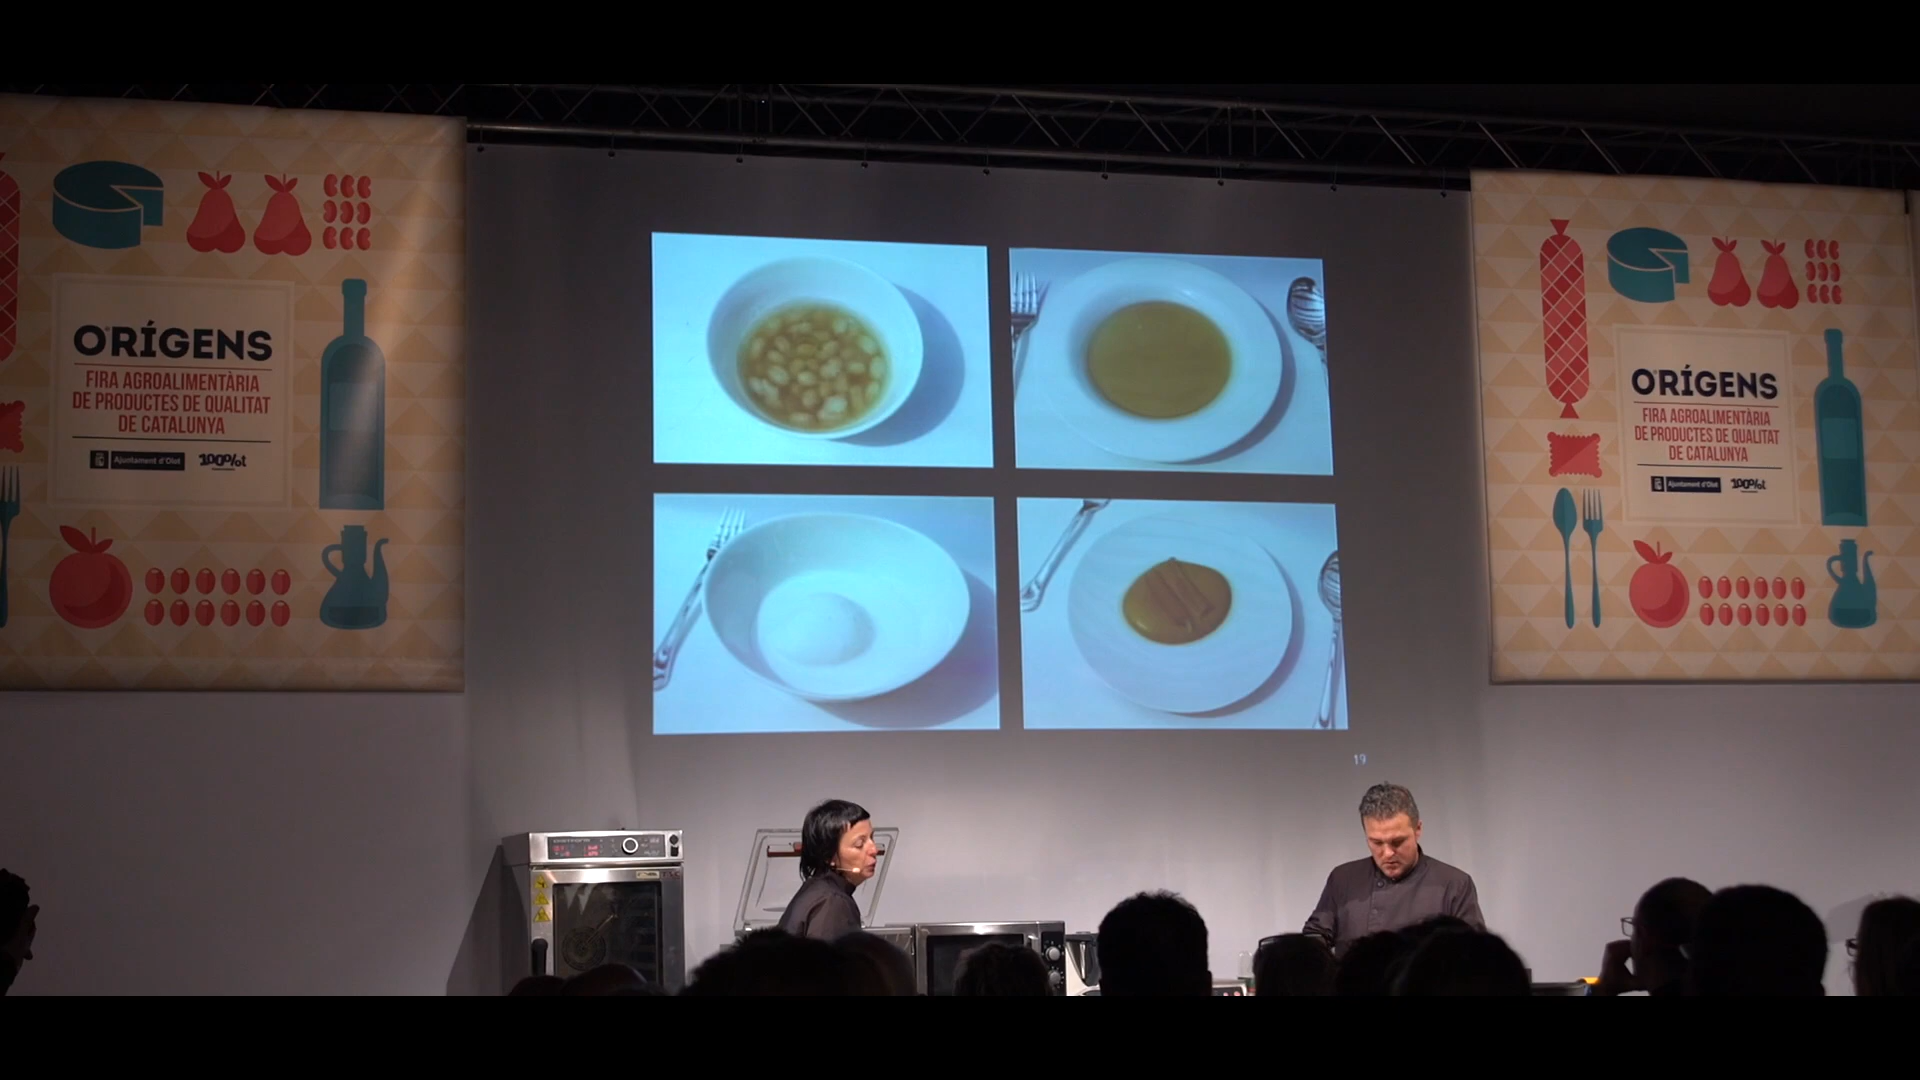 ORÍGENS
FIRA AGROALIMENTÀRIA
DE PRODUCTES DE QUALITAT
DE CATALUNYA
Ajuntament d'Olot
100%ot
ORÍGENS
FIRA AGROALIMENTÀRIA
DE PRODUCTES DE QUALITAT
DE CATALUNYA
Ajuntament d'Olot
100%ot
19